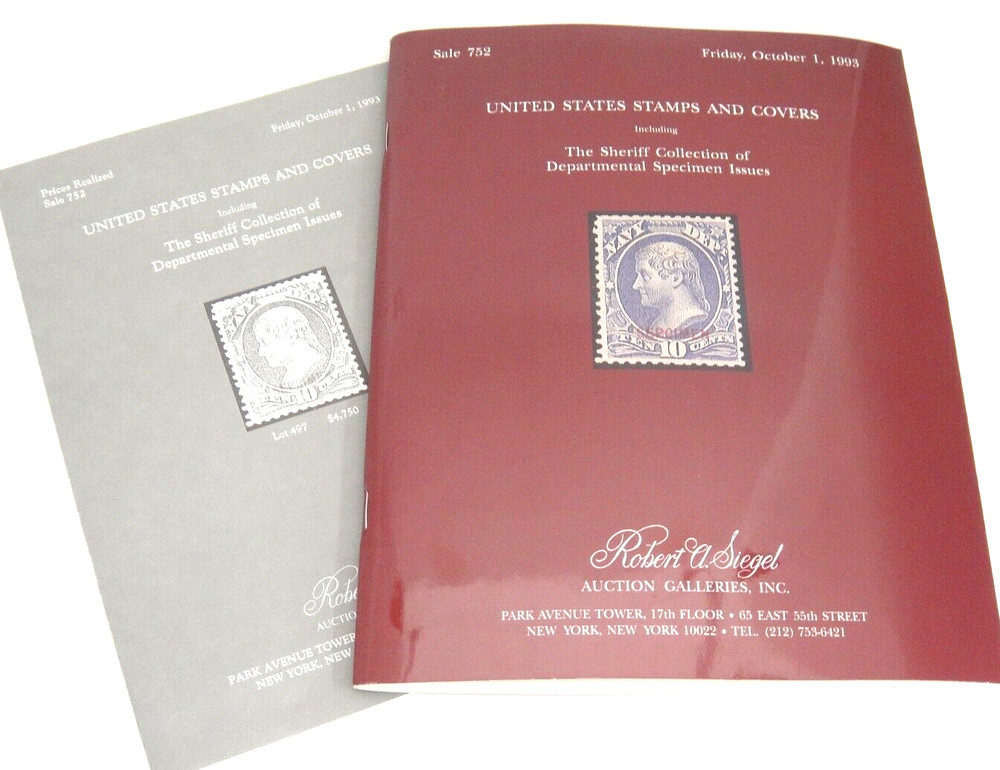 Prices Realized
Sale 752
Friday, October 1, 1993
UNITED STATES STAMPS AND COVERS
Including
The Sheriff Collection of
Departmental Specimen Issues
Lot 497 $4,750
Robe
AUCTIO
PARK AVENUE TOWER
NEW YORK, NEW
Sale 752
Friday, October 1, 1993
UNITED STATES STAMPS AND COVERS
Including
The Sheriff Collection of
Departmental Specimen Issues
NAVY DEPT.
SPECIMEN
TEN 10 CENTS
Robert A. Siegel
AUCTION GALLERIES, INC.
PARK AVENUE TOWER, 17th FLOOR • 65 EAST 55th STREET
NEW YORK, NEW YORK 10022 • TEL. (212) 753-6421